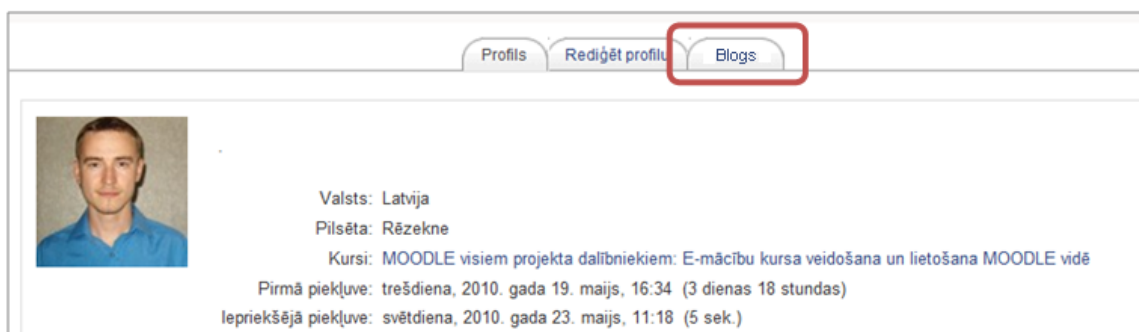 Profils Rediģēt profilu Blogs
Valsts: Latvija
Pilsēta: Rēzekne
Kursi: MOODLE visiem projekta dalībniekiem: E-mācību kursa veidošana un lietošana MOODLE vidē
Pirmā piekļuve: trešdiena, 2010. gada 19. maijs, 16:34 (3 dienas 18 stundas)
Iepriekšējā piekļuve: svētdiena, 2010. gada 23. maijs, 11:18 (5 sek.)